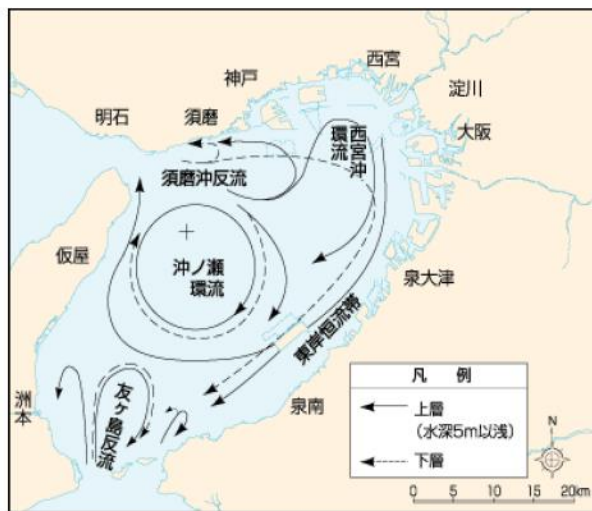 西宮
神戸
淀川
明石
須磨
大阪
西宮沖
環流
須磨沖反流
仮屋
沖ノ瀬
環流
泉大津
東岸恒流帯
友ヶ島反流
洲本
泉南
凡 例
上層
(水深5m以浅)
下層
N
0 5 10 15 20km